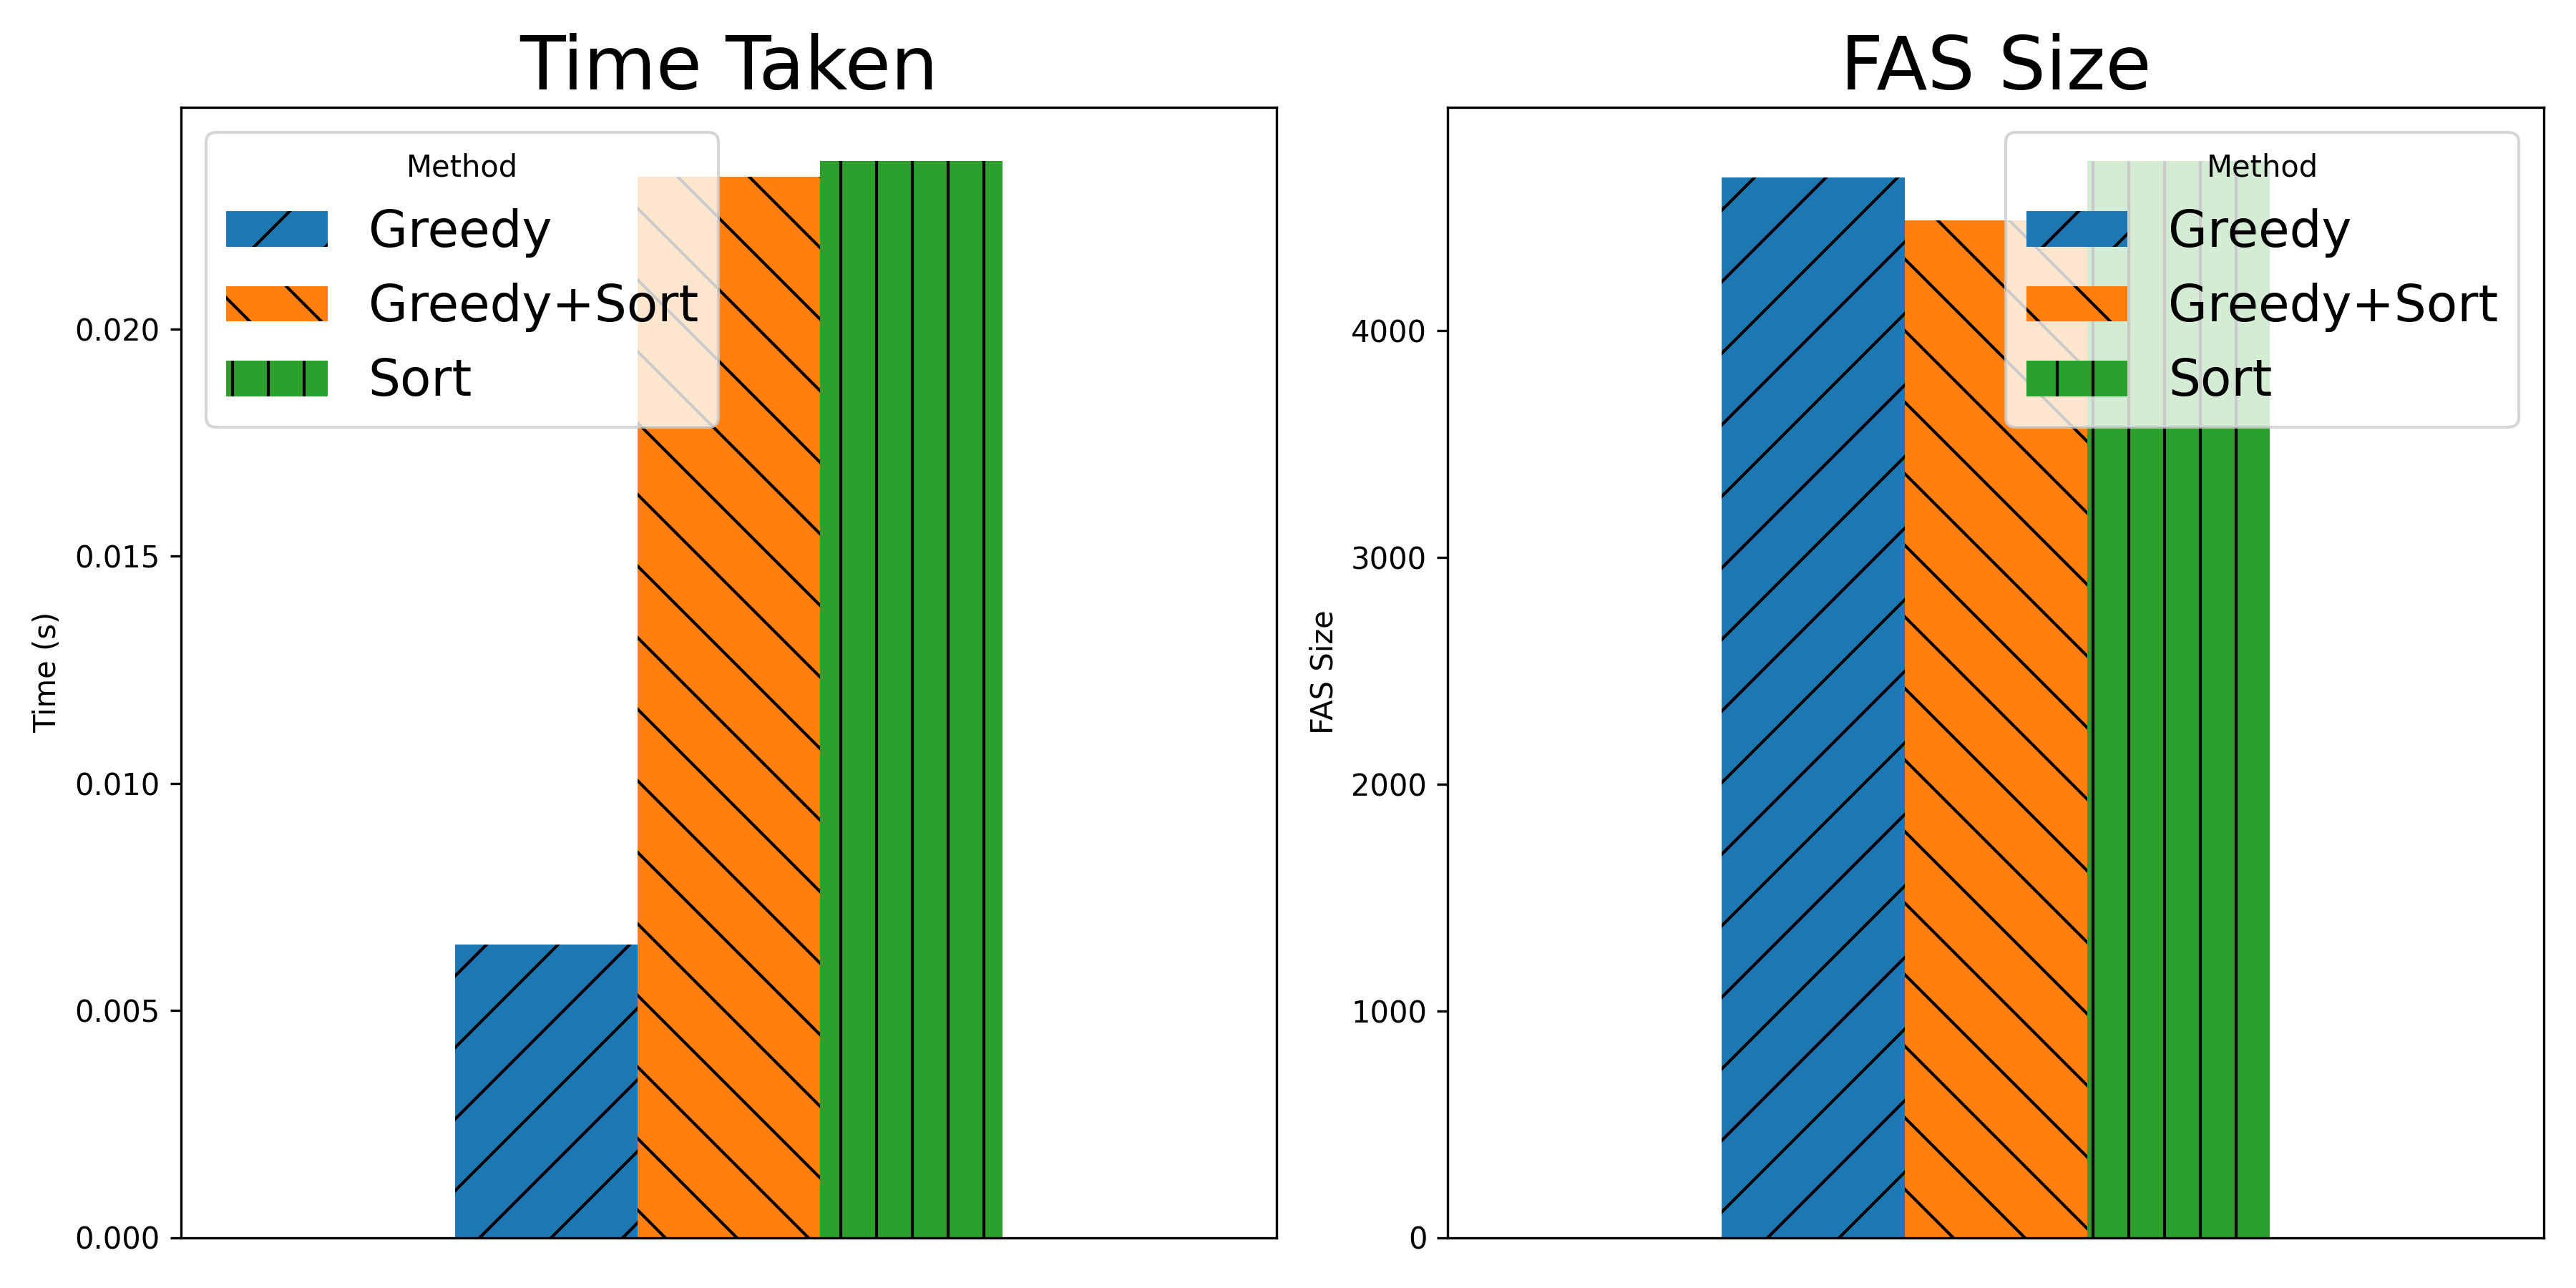 Time Taken
Method
Greedy
Greedy+Sort
Sort
0.020
0.015
0.010
0.005
0.000
Time (s)
FAS Size
Method
Greedy
Greedy+Sort
Sort
4000
3000
2000
1000
0
FAS Size